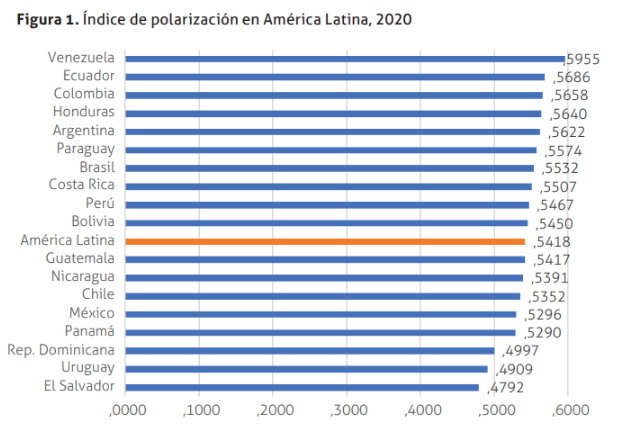 Figura 1. Índice de polarización en América Latina, 2020
Venezuela ,5955
Ecuador ,5686
Colombia ,5658
Honduras ,5640
Argentina ,5622
Paraguay ,5574
Brasil ,5532
Costa Rica ,5507
Perú ,5467
Bolivia ,5450
América Latina ,5418
Guatemala ,5417
Nicaragua ,5391
Chile ,5352
México ,5296
Panamá ,5290
Rep. Dominicana ,4997
Uruguay ,4909
El Salvador ,4792
,0000 ,1000 ,2000 ,3000 ,4000 ,5000 ,6000